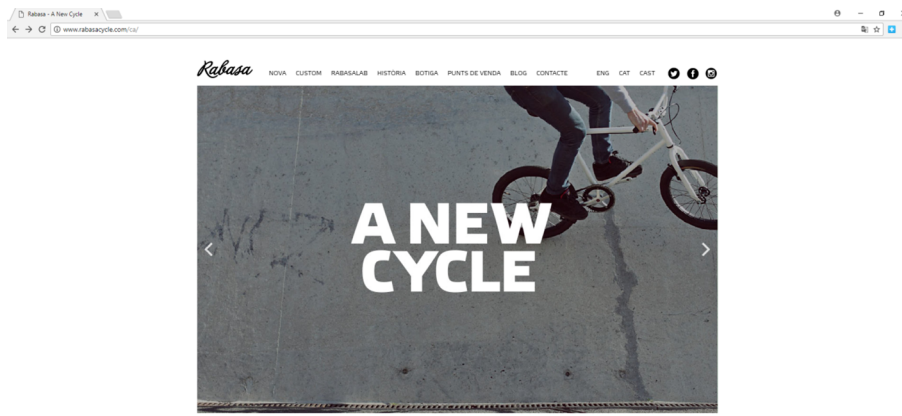 Rabasa - A New Cycle
www.rabasacycle.com/ca/
Rabasa NOVA CUSTOM RABASALAB HISTÒRIA BOTIGA PUNTS DE VENDA BLOG CONTACTE ENG CAT CAST
A NEW
CYCLE